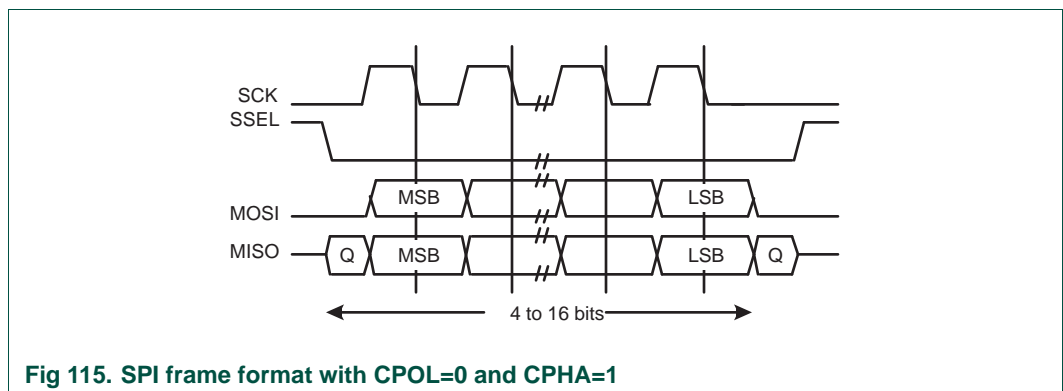 SCK
SSEL
MSB
LSB
MOSI
MISO
Q
MSB
LSB
Q
4 to 16 bits
Fig 115. SPI frame format with CPOL=0 and CPHA=1